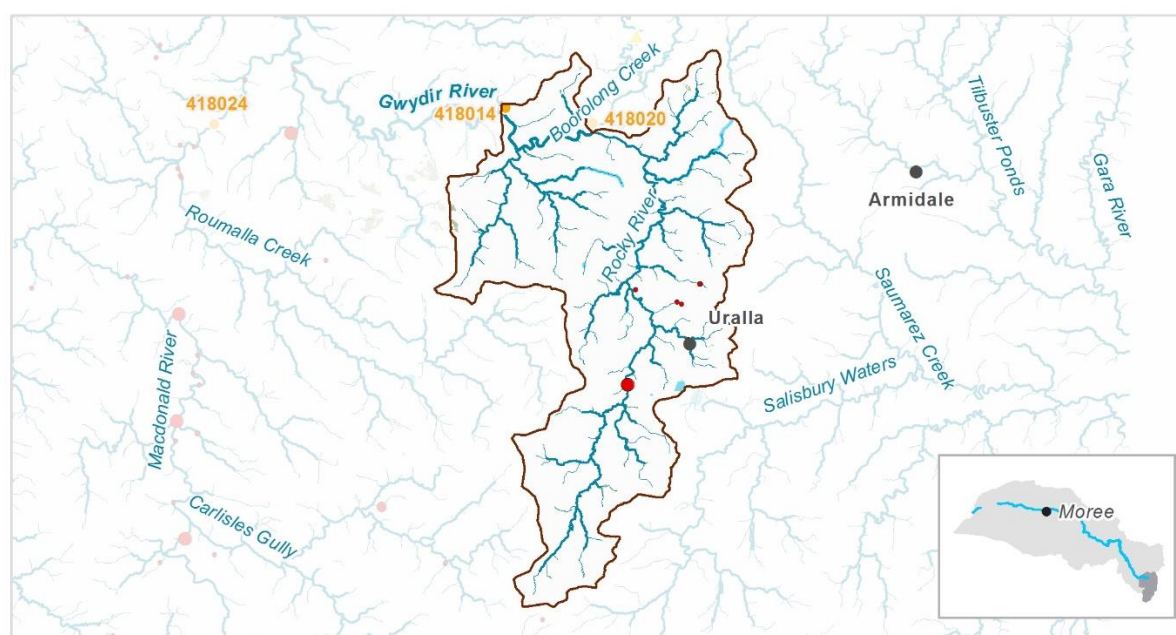 Gwydir River
418014
Boorolong Creek
418020
418024
Tilbuster Ponds
Gara River
Armidale
Roumalla Creek
Rocky River
Saumarez Creek
Uralla
Macdonald River
Salisbury Waters
Carlisles Gully
Moree